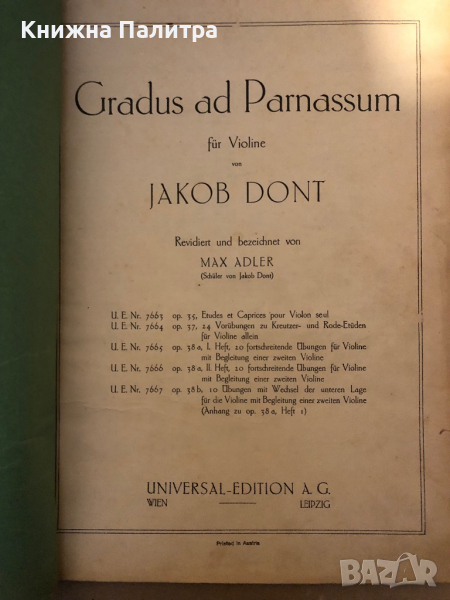 Книжна Палитра
Gradus ad Parnassum
für Violine
von
JAKOB DONT
Revidiert und bezeichnet von
MAX ADLER
(Schüler von Jakob Dont)
U. E. Nr. 7663 op. 35, Etudes et Caprices pour Violon seul
U. E. Nr. 7664 op. 37, 24 Vorübungen zu Kreutzer- und Rode-Etüden
für Violine allein
U. E. Nr. 7665 op. 38a, I. Heft, 20 fortschreitende Übungen für Violine
mit Begleitung einer zweiten Violine
U. E. Nr. 7666 op. 38a, II. Heft, 20 fortschreitende Übungen für Violine
mit Begleitung einer zweiten Violine
U. E. Nr. 7667 op. 38b, 10 Übungen mit Wechsel der unteren Lage
für die Violine mit Begleitung einer zweiten Violine
(Anhang zu op. 38a, Heft 1)
UNIVERSAL-EDITION A. G.
WIEN LEIPZIG
Printed in Austria
BAZAR